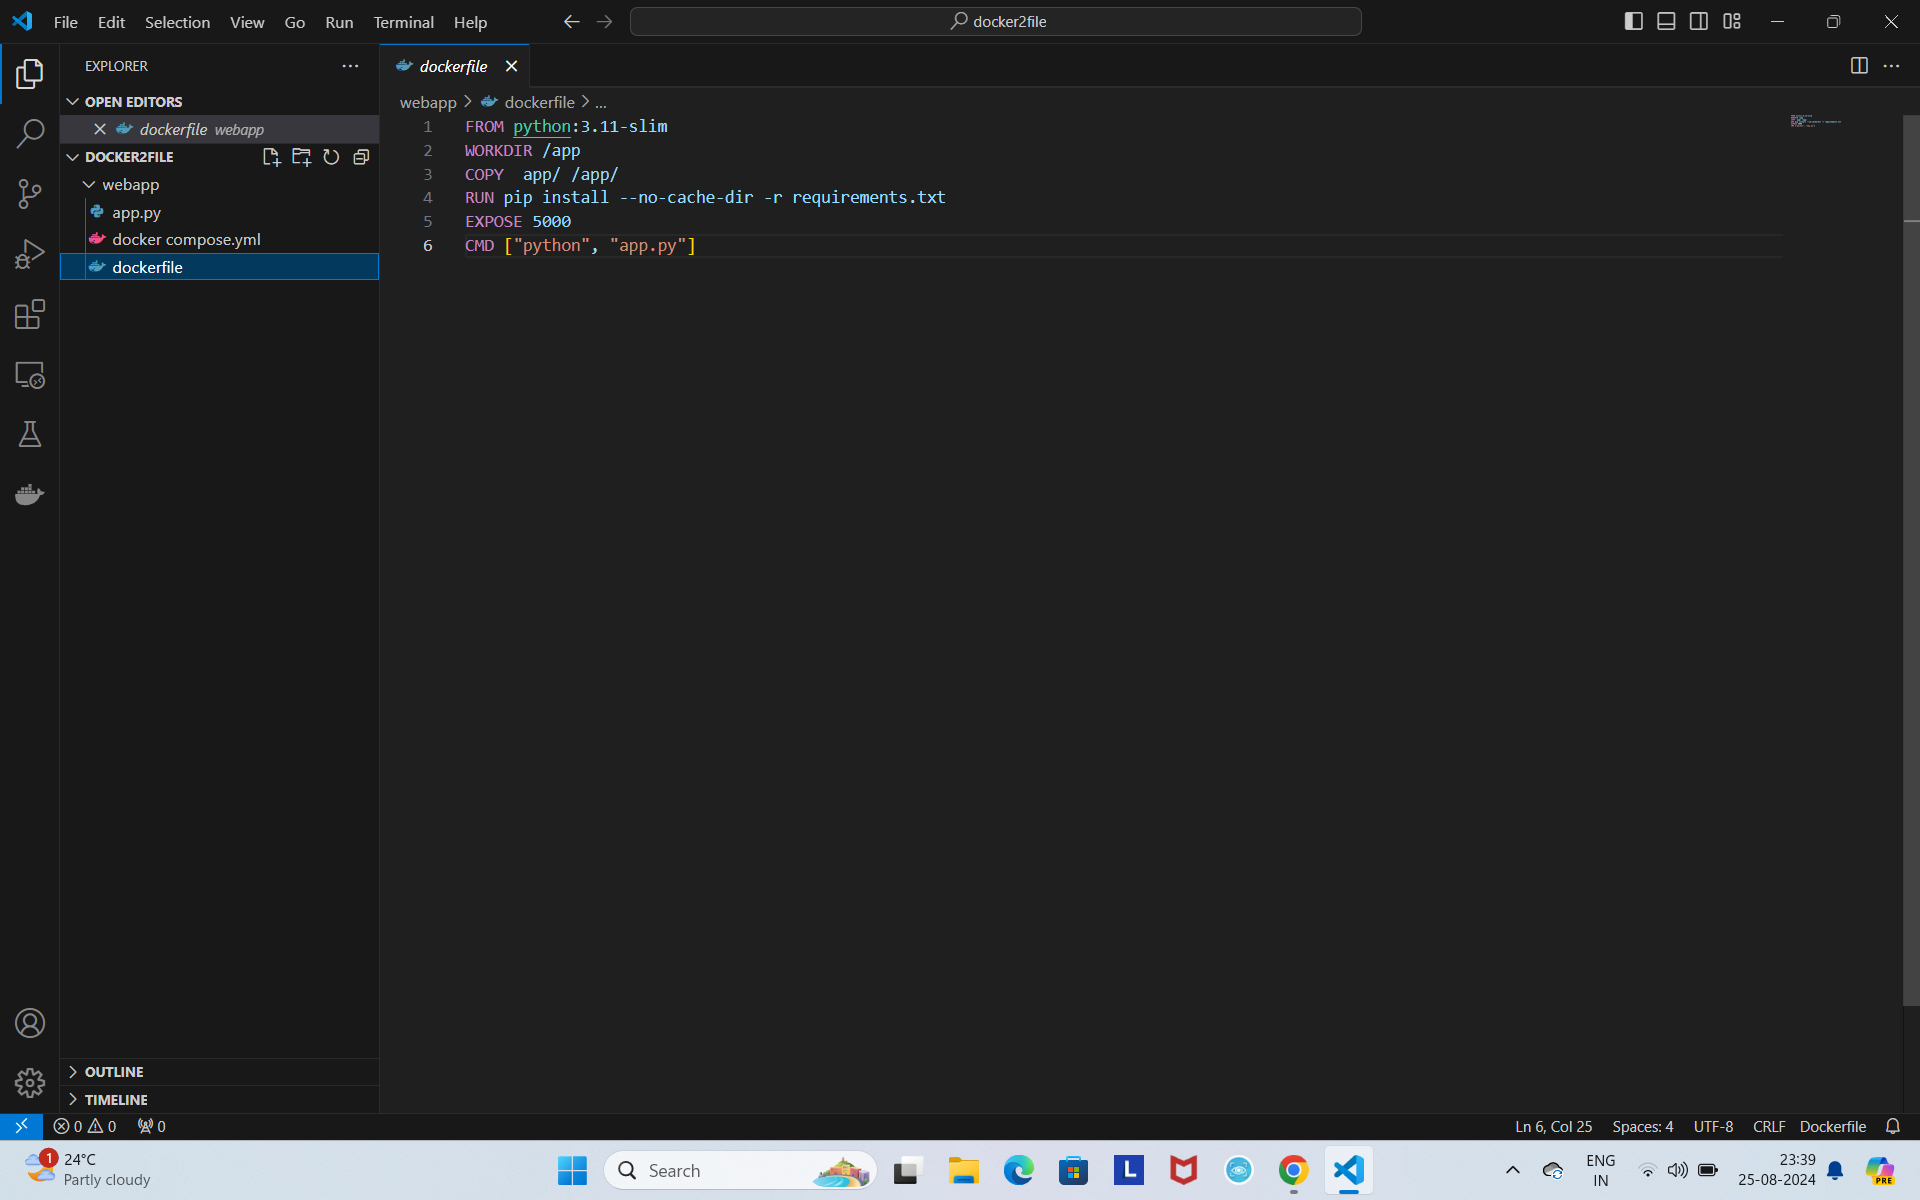 File Edit Selection View Go Run Terminal Help
docker2file
EXPLORER
OPEN EDITORS
dockerfile webapp
DOCKER2FILE
webapp
app.py
docker compose.yml
dockerfile
OUTLINE
TIMELINE
dockerfile
webapp > dockerfile > ...
1 FROM python:3.11-slim
2 WORKDIR /app
3 COPY  app/ /app/
4 RUN pip install --no-cache-dir -r requirements.txt
5 EXPOSE 5000
6 CMD ["python", "app.py"]
0 0 0
Ln 6, Col 25 Spaces: 4 UTF-8 CRLF Dockerfile
1
24°C
Partly cloudy
Search
L
ENG
IN
23:39
25-08-2024
PRE